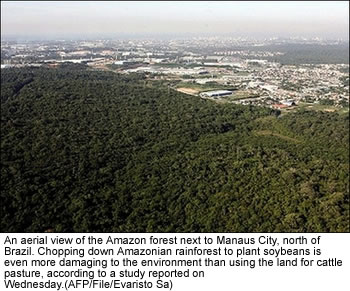 An aerial view of the Amazon forest next to Manaus City, north of
Brazil. Chopping down Amazonian rainforest to plant soybeans is
even more damaging to the environment than using the land for cattle
pasture, according to a study reported on
Wednesday.(AFP/File/Evaristo Sa)